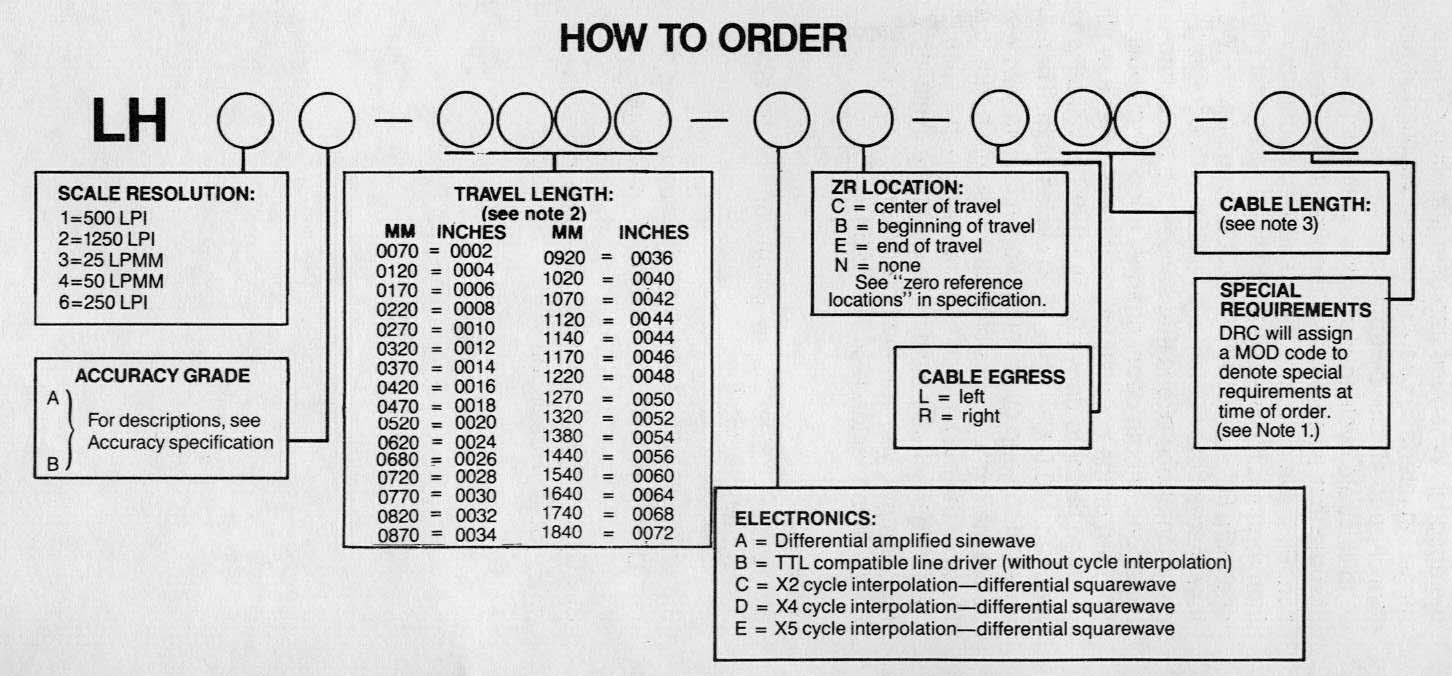 HOW TO ORDER
LH
SCALE RESOLUTION:
1=500 LPI
2=1250 LPI
3=25 LPMM
4=50 LPMM
6=250 LPI
ACCURACY GRADE
A
For descriptions, see
Accuracy specification
B
TRAVEL LENGTH:
(see note 2)
MM INCHES
0070 = 0002
0120 = 0004
0170 = 0006
0220 = 0008
0270 = 0010
0320 = 0012
0370 = 0014
0420 = 0016
0470 = 0018
0520 = 0020
0620 = 0024
0680 = 0026
0720 = 0028
0770 = 0030
0820 = 0032
0870 = 0034
MM INCHES
0920 = 0036
1020 = 0040
1070 = 0042
1120 = 0044
1140 = 0044
1170 = 0046
1220 = 0048
1270 = 0050
1320 = 0052
1380 = 0054
1440 = 0056
1540 = 0060
1640 = 0064
1740 = 0068
1840 = 0072
ZR LOCATION:
C = center of travel
B = beginning of travel
E = end of travel
N = none
See "zero reference
locations" in specification.
CABLE EGRESS
L = left
R = right
CABLE LENGTH:
(see note 3)
SPECIAL
REQUIREMENTS
DRC will assign
a MOD code to
denote special
requirements at
time of order.
(see Note 1.)
ELECTRONICS:
A = Differential amplified sinewave
B = TTL compatible line driver (without cycle interpolation)
C = X2 cycle interpolation—differential squarewave
D = X4 cycle interpolation—differential squarewave
E = X5 cycle interpolation—differential squarewave